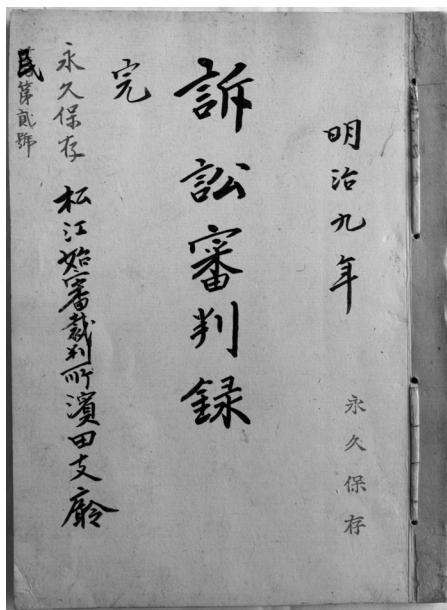 明治九年
永久保存
訴訟審判録
完
松江始審裁判所濱田支廳
永久保存
第貳號